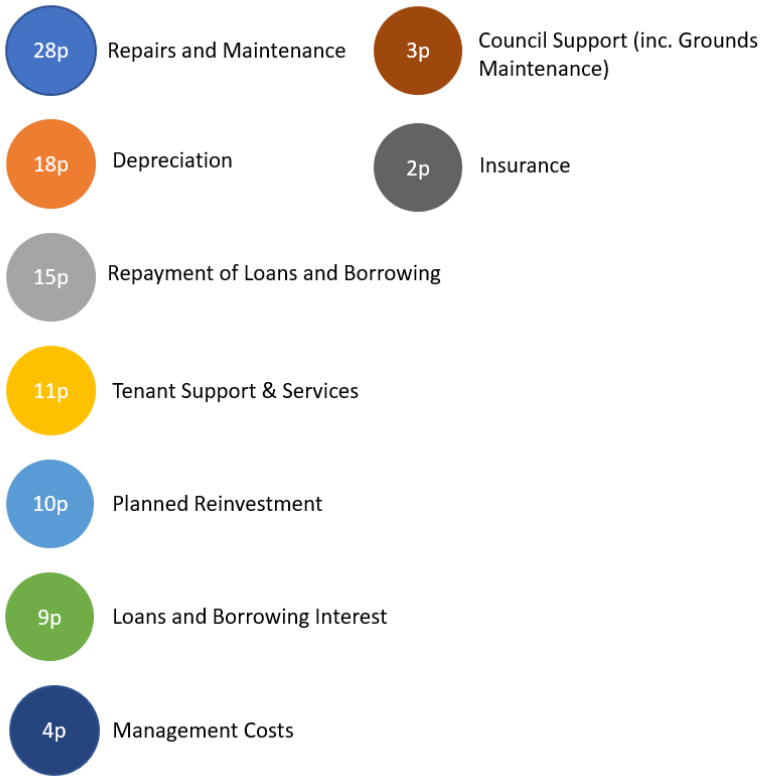 28p Repairs and Maintenance
18p Depreciation
15p Repayment of Loans and Borrowing
11p Tenant Support & Services
10p Planned Reinvestment
9p Loans and Borrowing Interest
4p Management Costs
3p Council Support (inc. Grounds
Maintenance)
2p Insurance